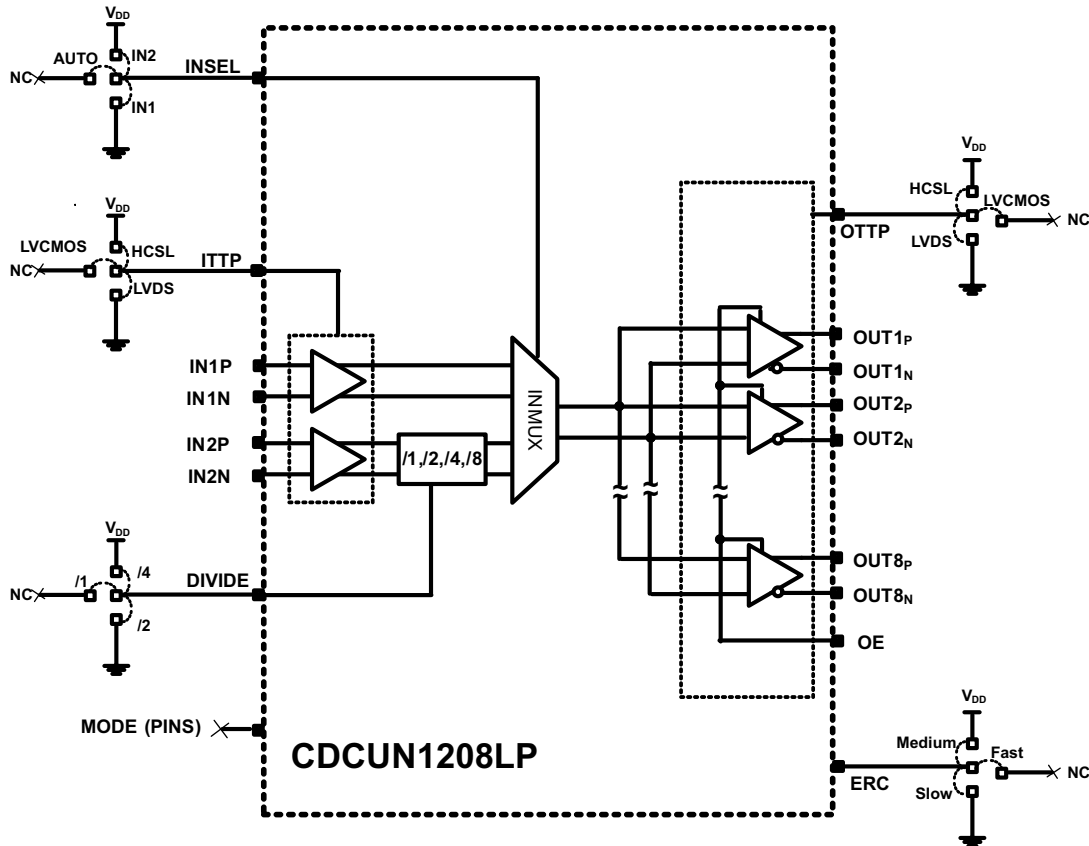 VDD
IN2
AUTO
NC
INSEL
IN1
VDD
HCSL
LVCMOS
NC
ITTP
LVDS
VDD
HCSL
LVCMOS
NC
OTTP
LVDS
IN1P
IN1N
IN2P
IN2N
/1,/2,/4,/8
INMUX
OUT1P
OUT1N
OUT2P
OUT2N
OUT8P
OUT8N
OE
VDD
/4
/1
NC
DIVIDE
/2
MODE (PINS)
CDCUN1208LP
VDD
Medium
Fast
NC
ERC
Slow